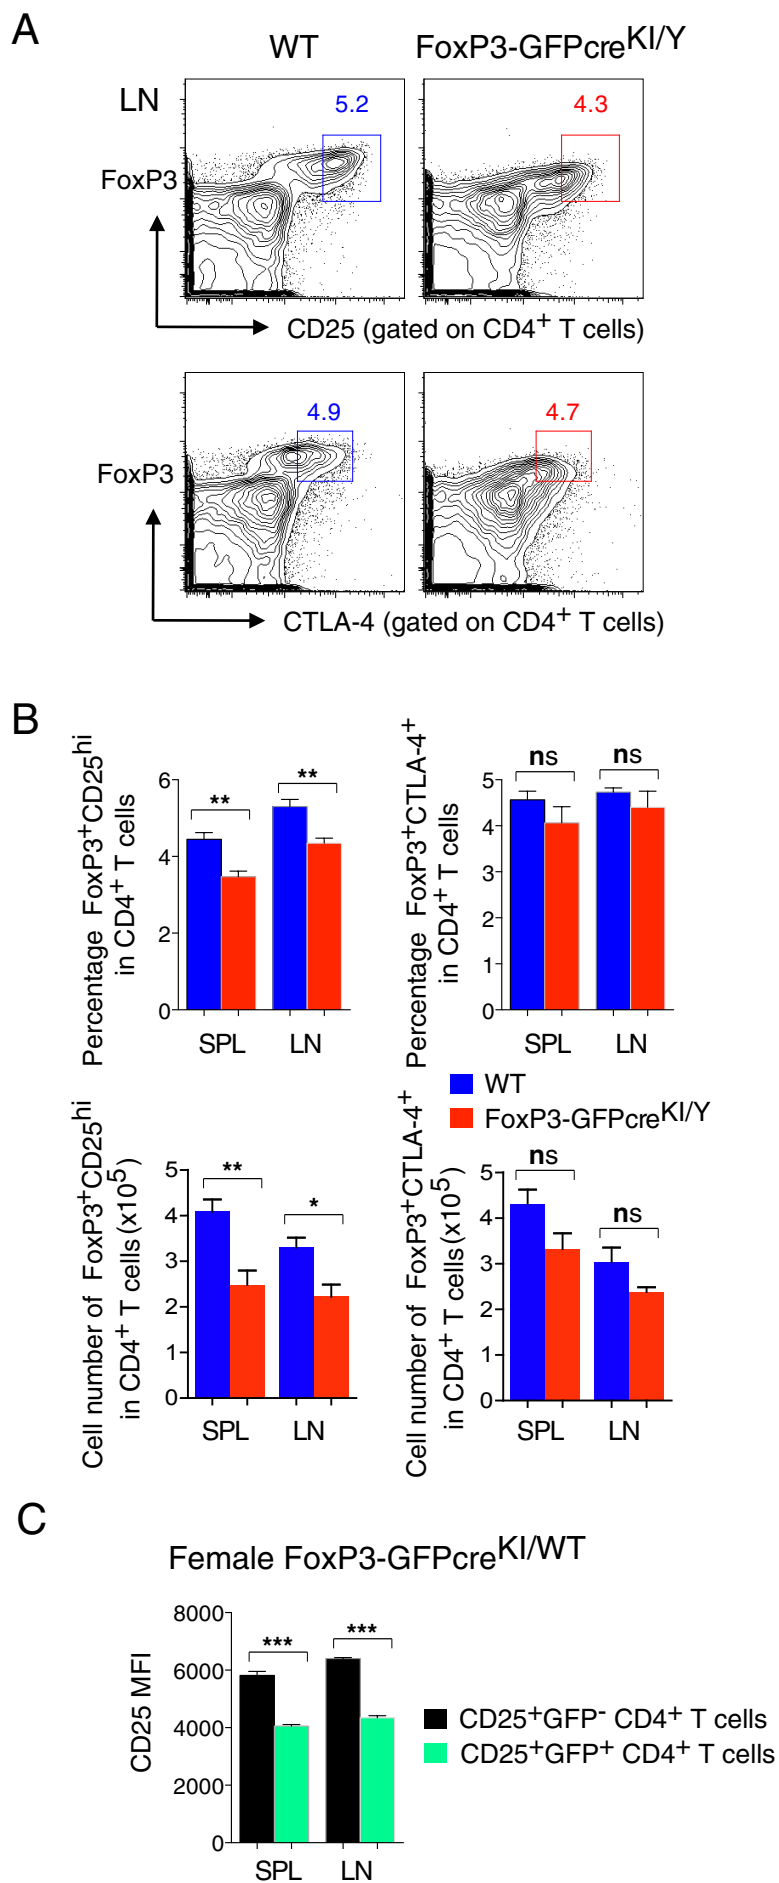 A
WT FoxP3-GFPcreKI/Y
LN
5.2 4.3
FoxP3
CD25 (gated on CD4+ T cells)
4.9 4.7
FoxP3
CTLA-4 (gated on CD4+ T cells)
B
Percentage FoxP3+CD25hi
in CD4+ T cells
6
4
2
0
**
**
SPL LN
Percentage FoxP3+CTLA-4+
in CD4+ T cells
5
4
3
2
1
0
ns
ns
SPL LN
WT
FoxP3-GFPcreKI/Y
Cell number of FoxP3+CD25hi
in CD4+ T cells (x10^5)
5
4
3
2
1
0
**
*
SPL LN
Cell number of FoxP3+CTLA-4+
in CD4+ T cells (x10^5)
5
4
3
2
1
0
ns
ns
SPL LN
C
Female FoxP3-GFPcreKI/WT
CD25 MFI
8000
6000
4000
2000
0
***
***
SPL LN
CD25+GFP- CD4+ T cells
CD25+GFP+ CD4+ T cells